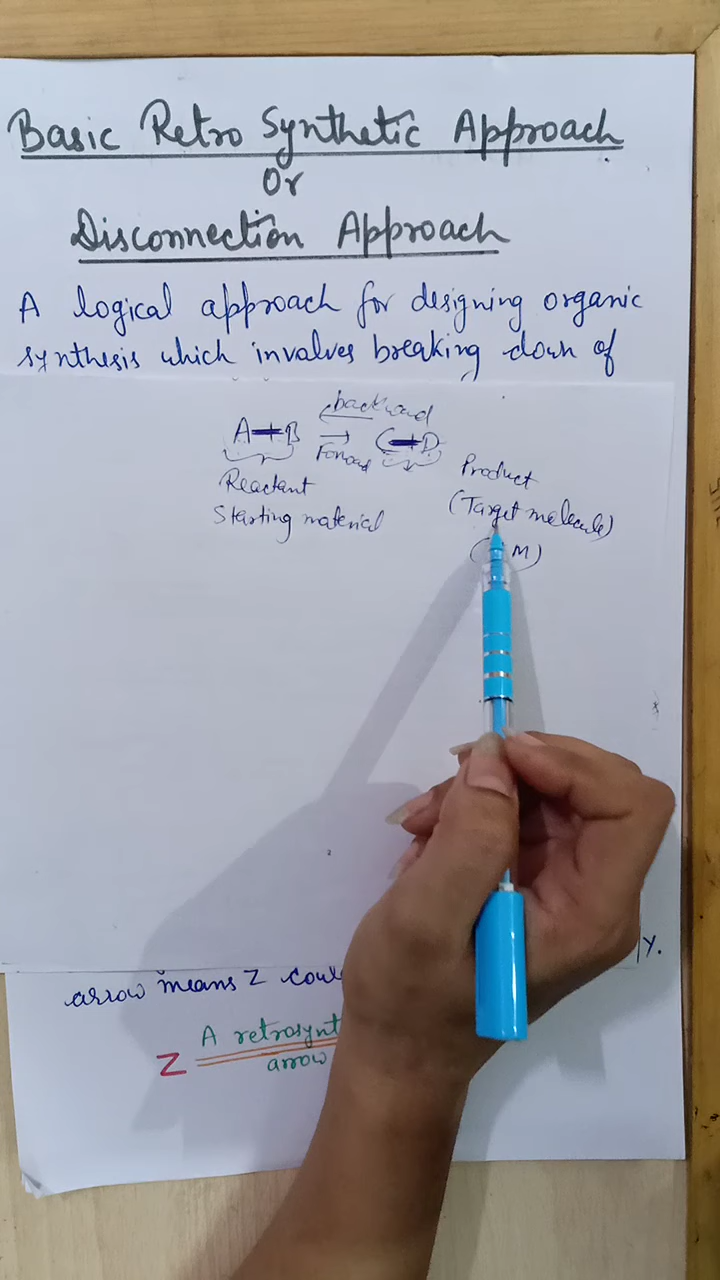 Basic Retro Synthetic Approach
Or
Disconnection Approach
A logical approach for designing organic
synthesis which involves breaking down of
backward
A + B → C + D
Forward
Reactant
Starting material
Product
(Target molecule)
M)
Y.
arrow means Z coul
A retrosynt
Z
arrow